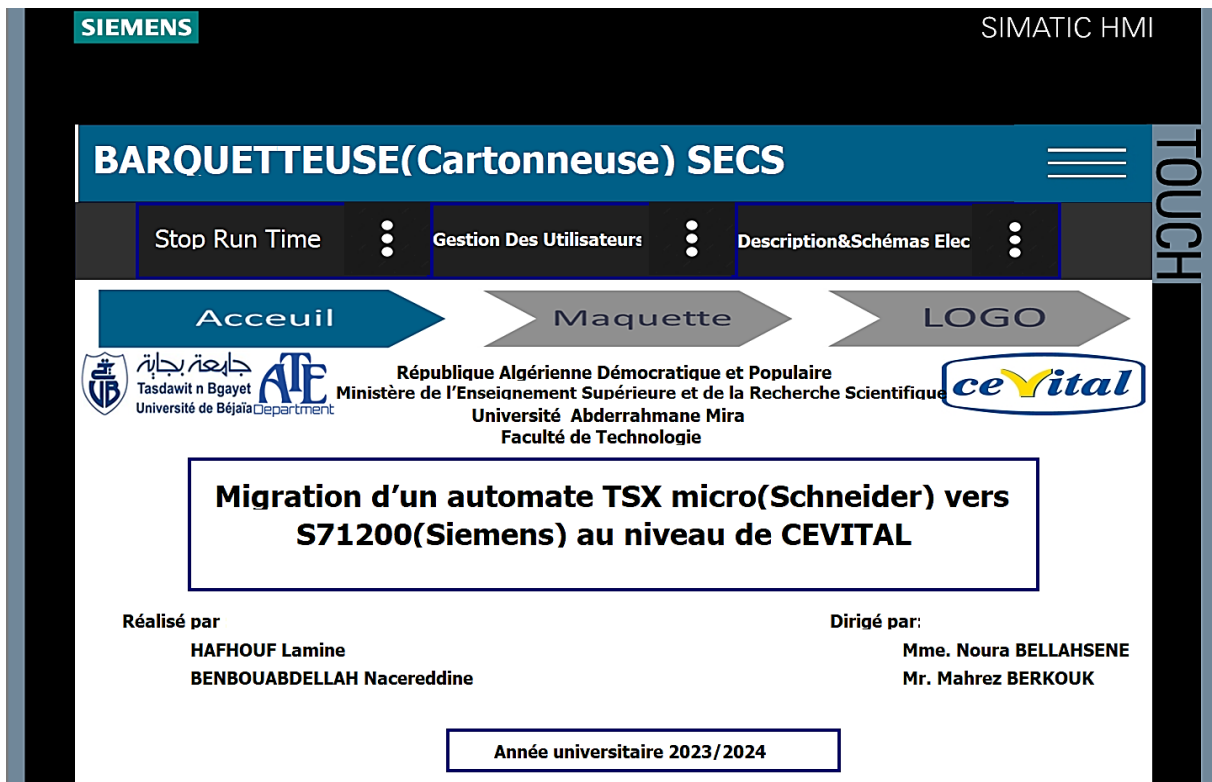 SIEMENS
SIMATIC HMI
TOUCH
BARQUETTEUSE(Cartonneuse) SECS
Stop Run Time
Gestion Des Utilisateurs
Description&Schémas Elec
Acceuil
Maquette
LOGO
جامعة بجاية
Tasdawit n Bgayet
Université de Béjaïa
UB
ATE
Department
cevital
République Algérienne Démocratique et Populaire
Ministère de l'Enseignement Supérieure et de la Recherche Scientifique
Université Abderrahmane Mira
Faculté de Technologie
Migration d'un automate TSX micro(Schneider) vers
S71200(Siemens) au niveau de CEVITAL
Réalisé par
HAFHOUF Lamine
BENBOUABDELLAH Nacereddine
Dirigé par:
Mme. Noura BELLAHSENE
Mr. Mahrez BERKOUK
Année universitaire 2023/2024